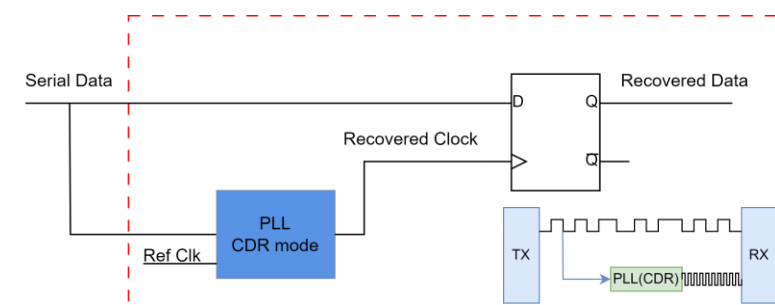 Serial Data
D
Q
Recovered Data
Recovered Clock
Q̅
PLL
CDR mode
Ref Clk
TX
PLL(CDR)
RX